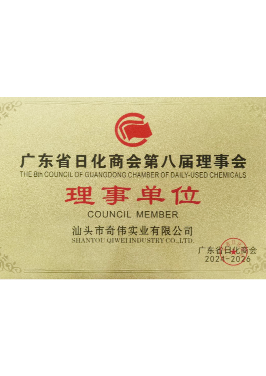 广东省日化商会第八届理事会
THE 8th COUNCIL OF GUANGDONG CHAMBER OF DAILY-USED CHEMICALS
理事单位
COUNCIL MEMBER
汕头市奇伟实业有限公司
SHANTOU QIWEI INDUSTRY CO.,LTD.
广东省日化商会
2024-2026